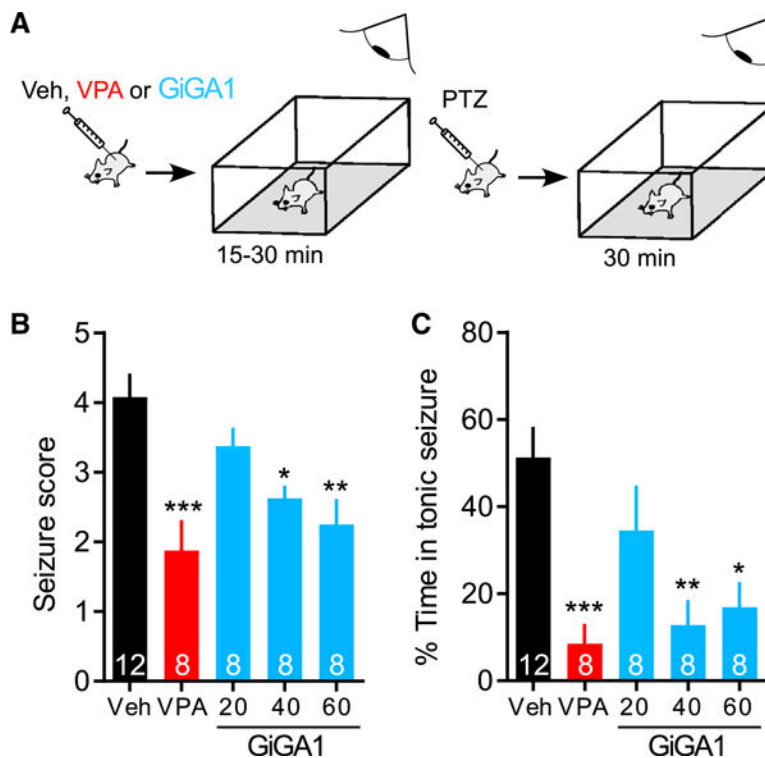 A
Veh, VPA or GiGA1
PTZ
15-30 min
30 min
B
Seizure score
5
4
3
2
1
0
***
*
**
12
8
8
8
8
Veh VPA 20 40 60
GiGA1
C
% Time in tonic seizure
80
60
40
20
0
***
**
*
12
8
8
8
8
Veh VPA 20 40 60
GiGA1